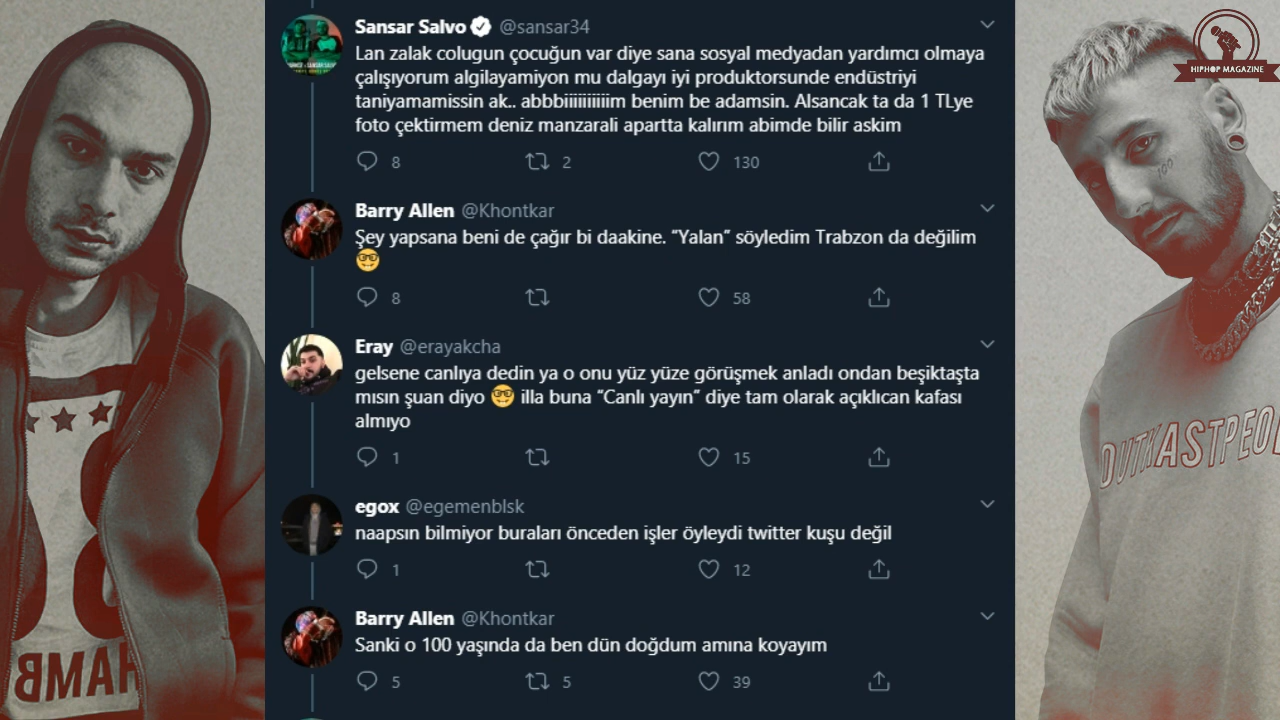 Sansar Salvo @sansar34
Lan zalak colugun çocuğun var diye sana sosyal medyadan yardımcı olmaya
çalışıyorum algilayamiyon mu dalgayı iyi produktorsunde endüstriyi
taniyamamissin ak.. abbbiiiiiiiiiim benim be adamsin. Alsancak ta da 1 TLye
foto çektirmem deniz manzarali apartta kalırım abimde bilir askim
8 2 130
Barry Allen @Khontkar
Şey yapsana beni de çağır bi daakine. “Yalan” söyledim Trabzon da değilim
🤓
8 58
Eray @erayakcha
gelsene canlıya dedin ya o onu yüz yüze görüşmek anladı ondan beşiktaşta
mısın şuan diyo 🤓 illa buna “Canlı yayın” diye tam olarak açıklıcan kafası
almıyo
1 15
egox @egemenblsk
naapsın bilmiyor buraları önceden işler öyleydi twitter kuşu değil
1 12
Barry Allen @Khontkar
Sanki o 100 yaşında da ben dün doğdum amına koyayım
5 5 39
HIPHOP MAGAZINE
100
OUTKASTPEO
HAMB